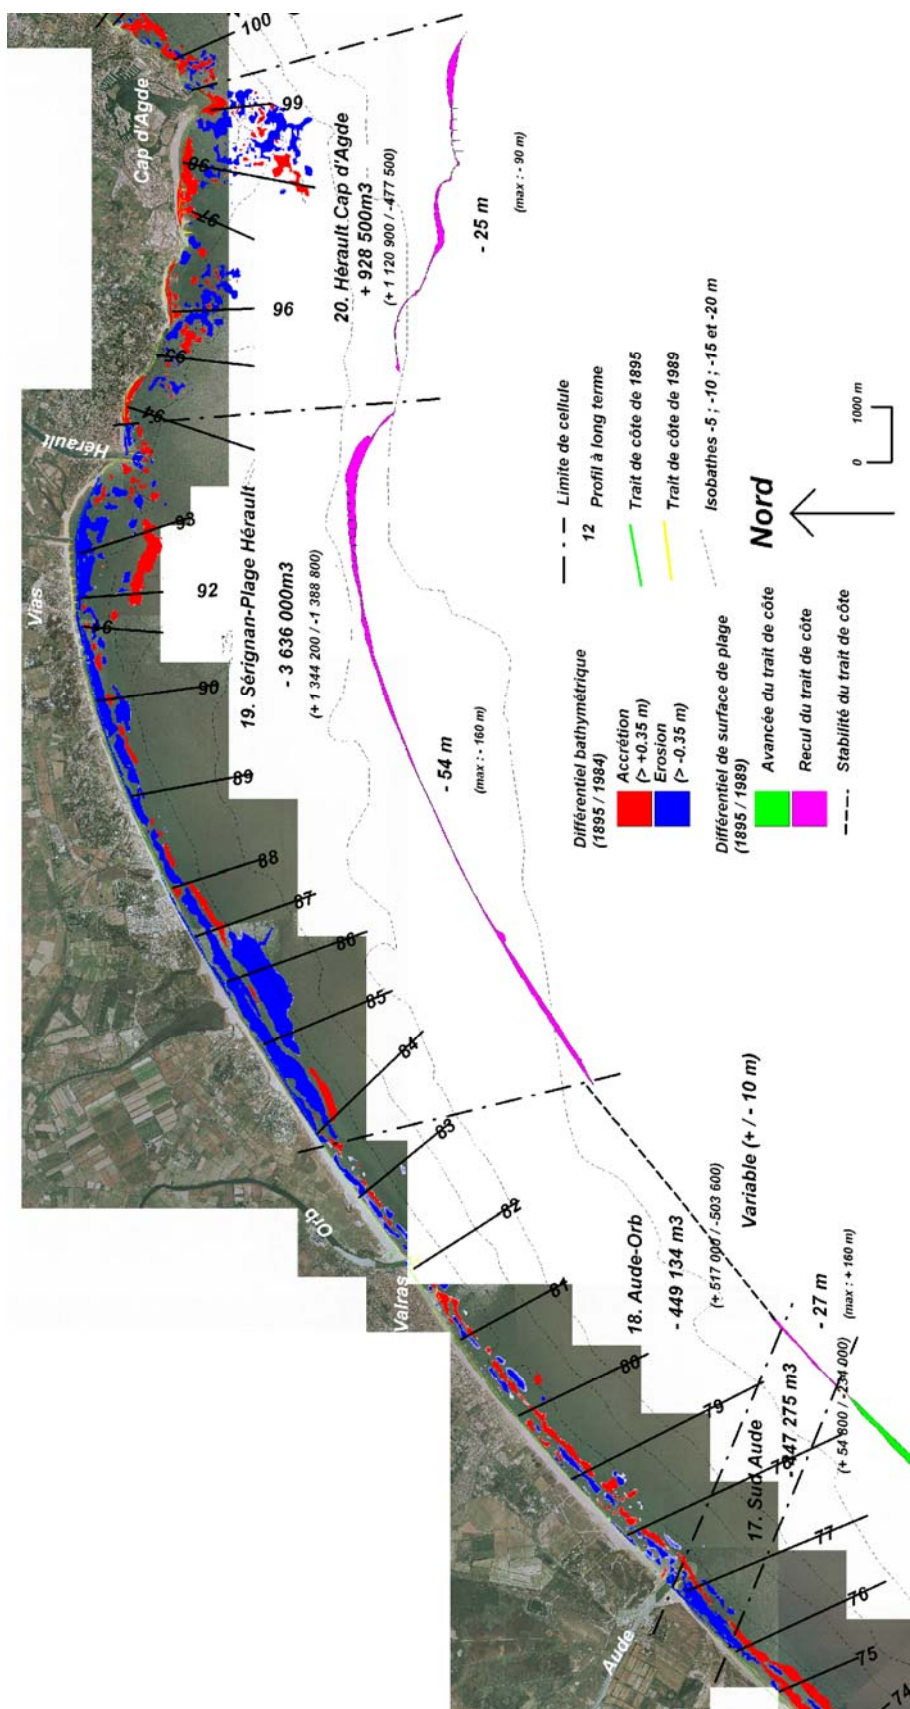 100
Cap d'Agde
99
98
97
96
95
94
20. Hérault Cap d'Agde
+ 928 500m3
(+ 1 120 900 / -477 500)
- 25 m
(max : - 90 m)
Hérault
93
92
91
90
89
88
87
86
85
84
83
82
81
80
79
78
77
76
75
74
Vias
19. Sérignan-Plage Hérault
- 3 636 000m3
(+ 1 344 200 / -1 388 800)
- 54 m
(max : - 160 m)
Orb
Valras
18. Aude-Orb
- 449 134 m3
(+ 517 000 / -503 600)
Variable (+ / - 10 m)
Aude
17. Sud Aude
47 275 m3
(+ 54 800 / -234 000)
- 27 m
(max : + 160 m)
Limite de cellule
12 Profil à long terme
Trait de côte de 1895
Trait de côte de 1989
Isobathes -5 ; -10 ; -15 et -20 m
Différentiel bathymétrique
(1895 / 1984)
Accrétion
(> +0.35 m)
Erosion
(> -0.35 m)
Différentiel de surface de plage
(1895 / 1989)
Avancée du trait de côte
Recul du trait de côte
Stabilité du trait de côte
Nord
0 1000 m